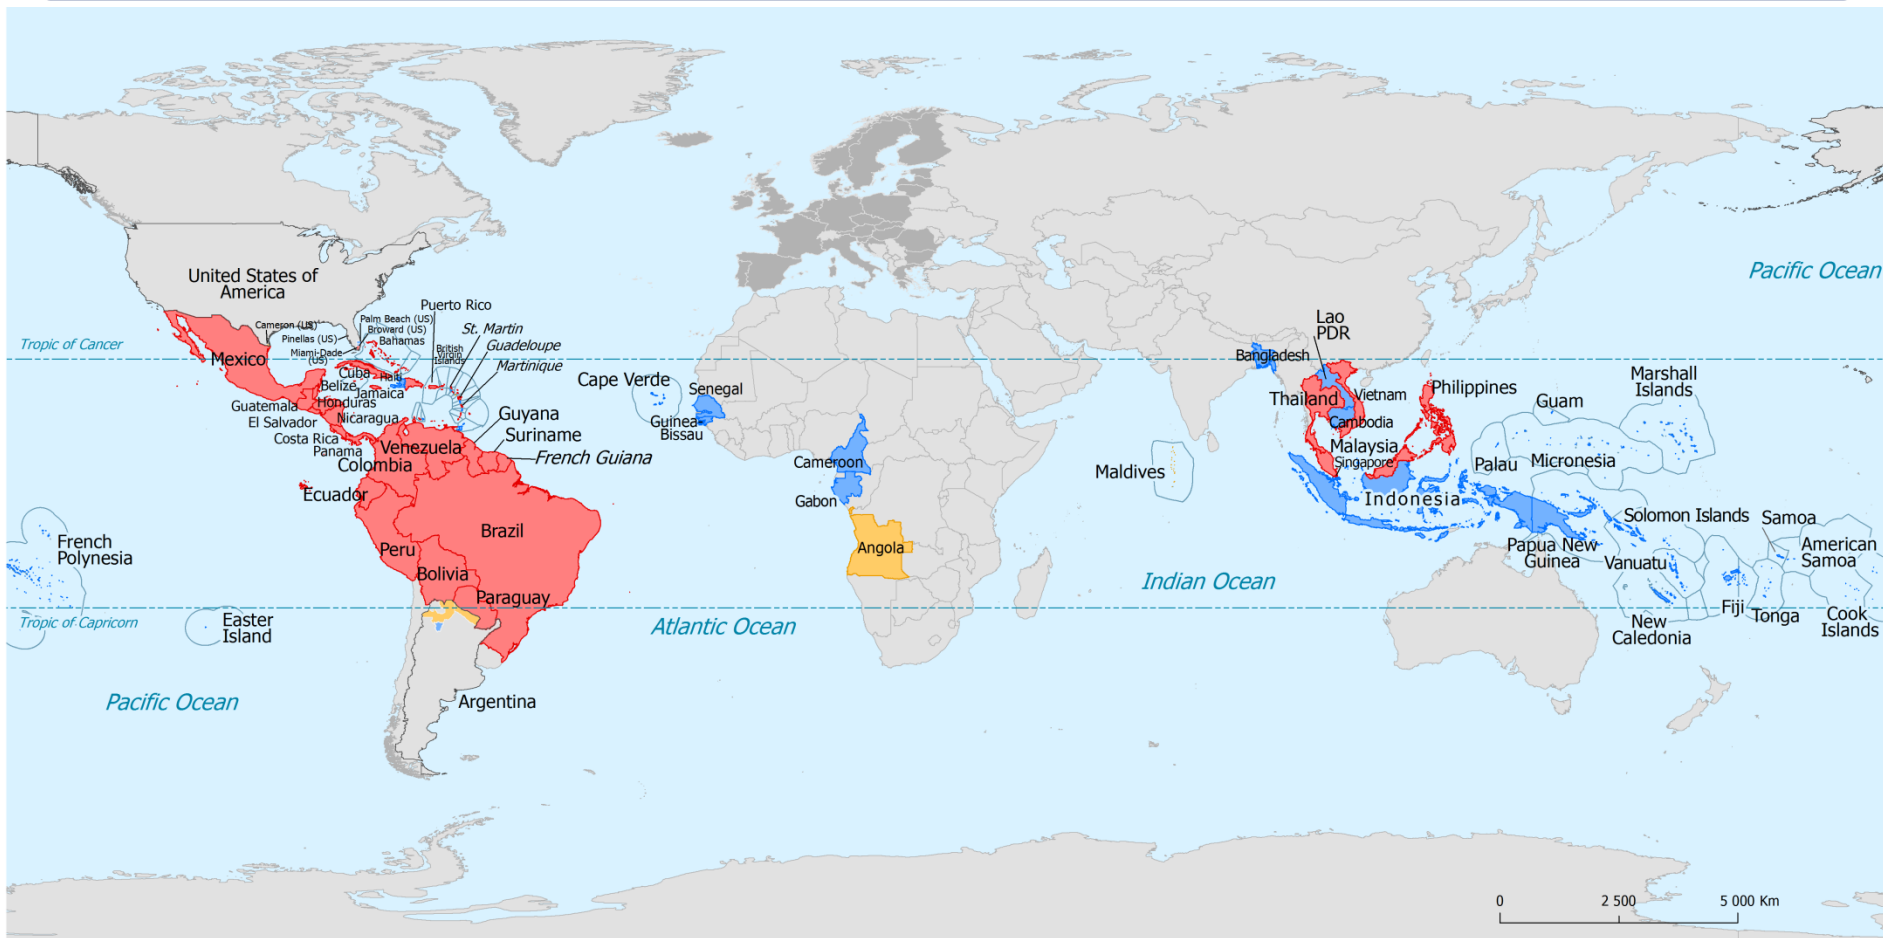 United States of
America
Pacific Ocean
Puerto Rico
Cameron (US)
Palm Beach (US)
Broward (US)
Pinellas (US)
Bahamas
Miami-Dade
(US)
St. Martin
Guadeloupe
Martinique
British
Virgin
Islands
Tropic of Cancer
Mexico
Cuba
Haiti
Belize
Jamaica
Honduras
Guatemala
El Salvador
Nicaragua
Costa Rica
Panama
Venezuela
Colombia
Guyana
Suriname
French Guiana
Ecuador
Brazil
Peru
Bolivia
Paraguay
French
Polynesia
Tropic of Capricorn
Easter
Island
Pacific Ocean
Argentina
Atlantic Ocean
Cape Verde
Senegal
Guinea-
Bissau
Cameroon
Gabon
Angola
Maldives
Indian Ocean
Lao
PDR
Bangladesh
Thailand
Vietnam
Cambodia
Philippines
Malaysia
Singapore
Indonesia
Guam
Marshall
Islands
Palau
Micronesia
Solomon Islands
Samoa
Papua New
Guinea
Vanuatu
American
Samoa
New
Caledonia
Fiji
Tonga
Cook
Islands
0
2 500
5 000 Km